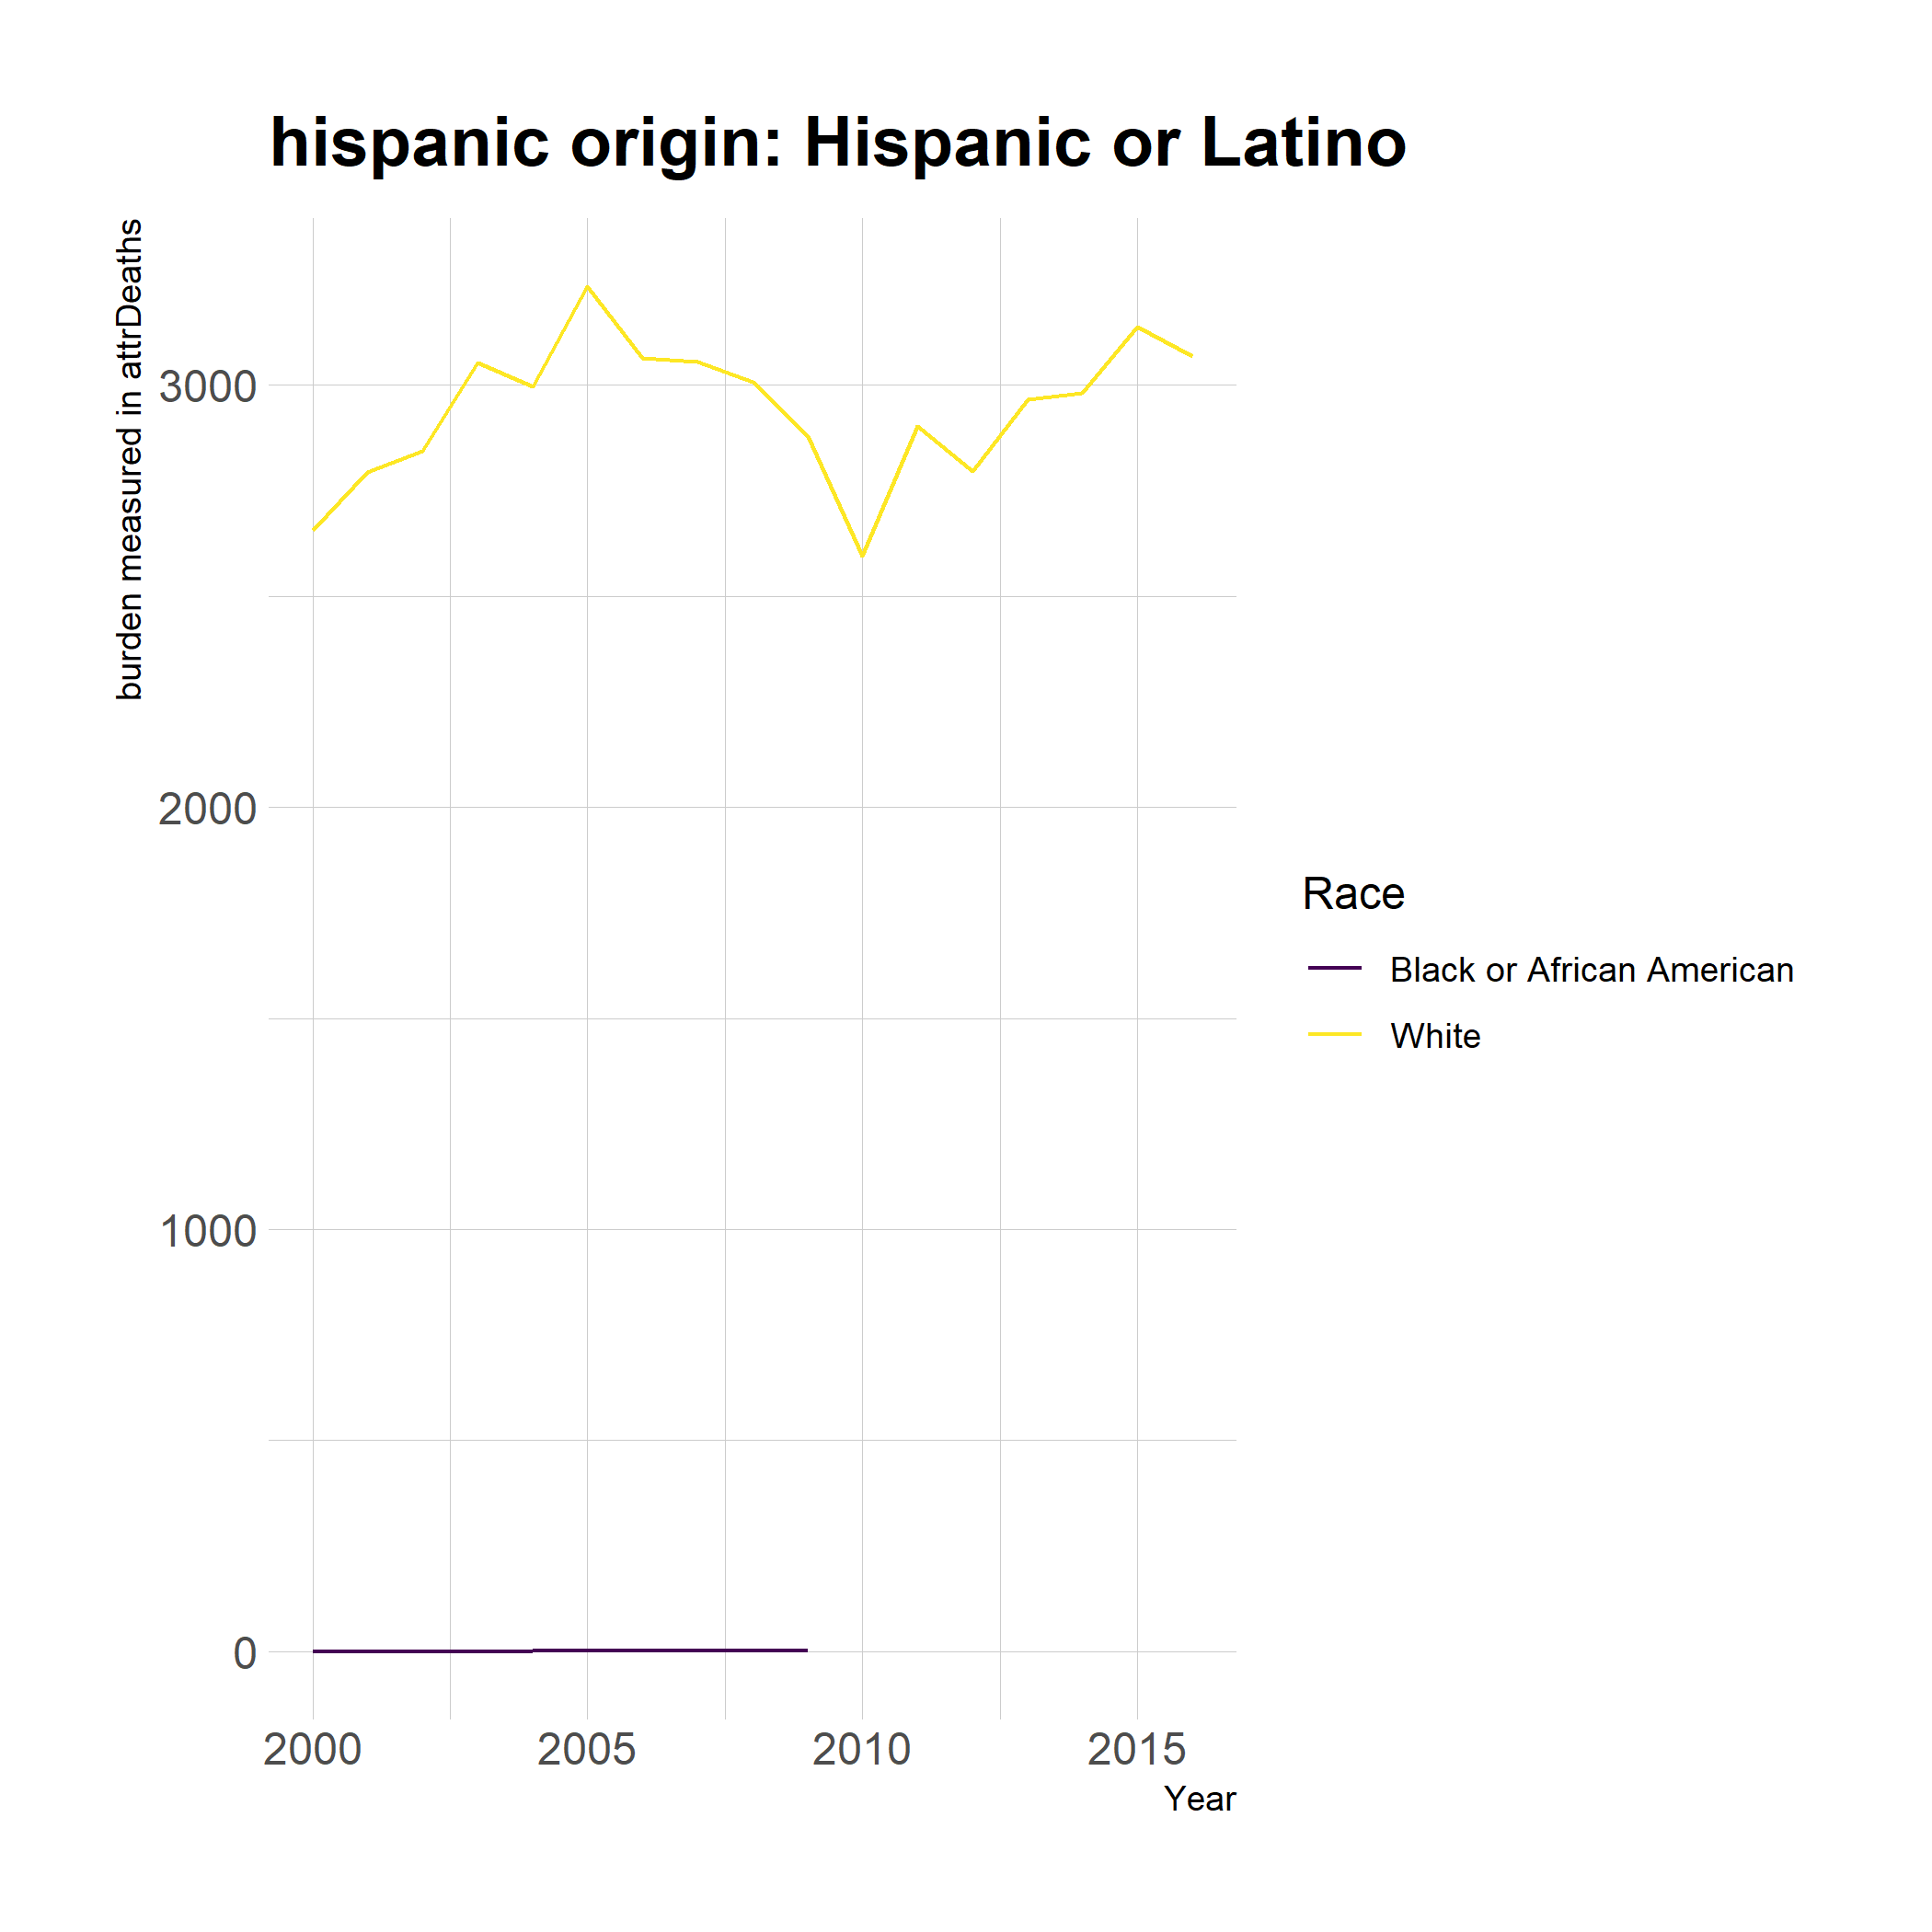 hispanic origin: Hispanic or Latino
burden measured in attrDeaths
3000
2000
1000
0
2000
2005
2010
2015
Year
Race
Black or African American
White